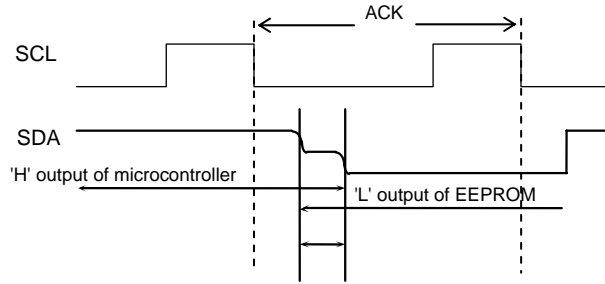 ACK
SCL
SDA
'H' output of microcontroller
'L' output of EEPROM